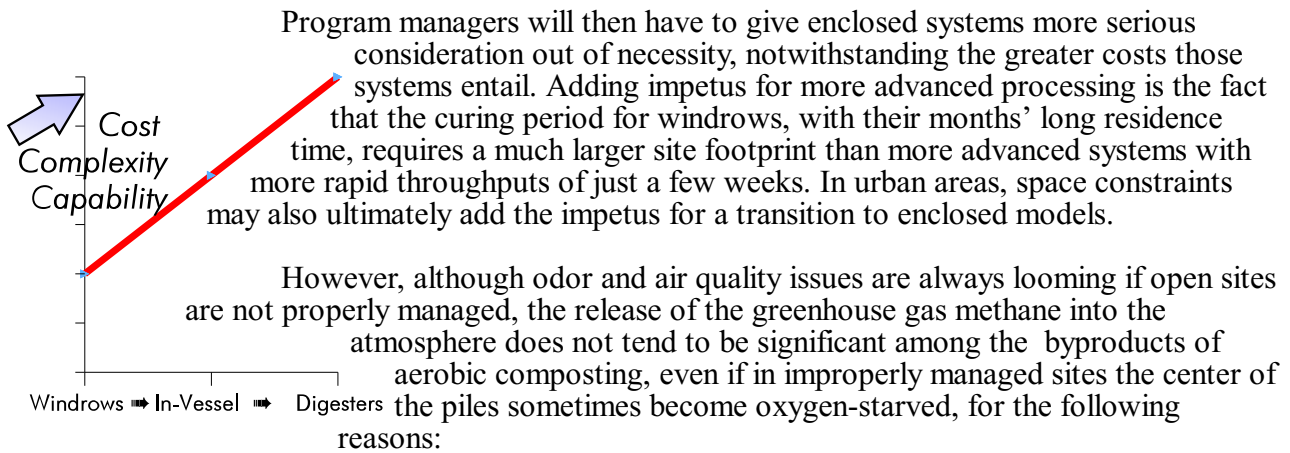 Program managers will then have to give enclosed systems more serious
consideration out of necessity, notwithstanding the greater costs those
systems entail. Adding impetus for more advanced processing is the fact
that the curing period for windrows, with their months’ long residence
time, requires a much larger site footprint than more advanced systems with
more rapid throughputs of just a few weeks. In urban areas, space constraints
may also ultimately add the impetus for a transition to enclosed models.
Cost
Complexity
Capability
However, although odor and air quality issues are always looming if open sites
are not properly managed, the release of the greenhouse gas methane into the
atmosphere does not tend to be significant among the byproducts of
aerobic composting, even if in improperly managed sites the center of
the piles sometimes become oxygen-starved, for the following
reasons:
Windrows ➠ In-Vessel ➠ Digesters